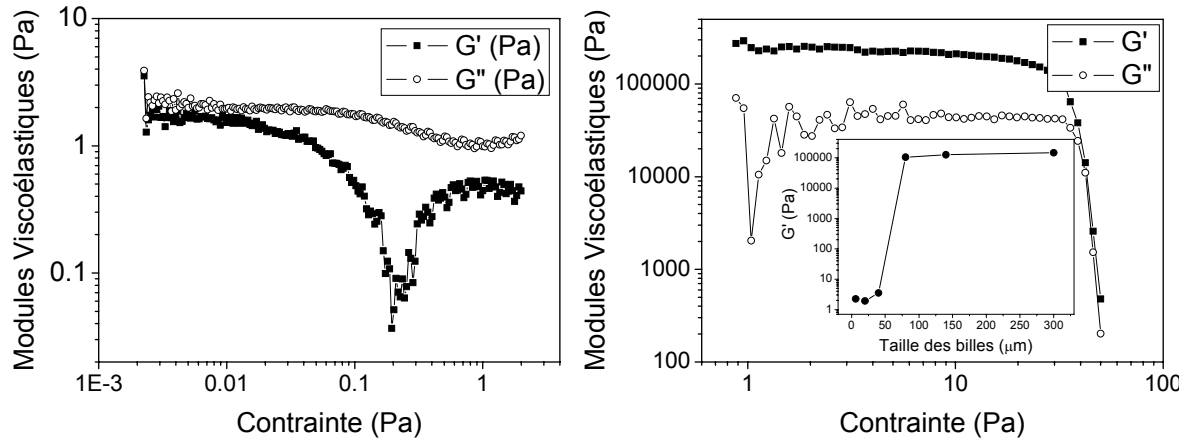 Modules Viscoélastiques (Pa)
10
1
0.1
1E-3
0.01
0.1
1
Contrainte (Pa)
G' (Pa)
G" (Pa)
Modules Viscoélastiques (Pa)
100000
10000
1000
100
1
10
100
Contrainte (Pa)
G'
G"
G' (Pa)
100000
10000
1000
100
10
1
0
50
100
150
200
250
300
Taille des billes (μm)